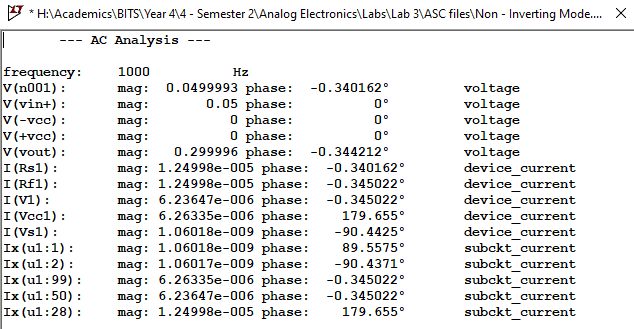 * H:\Academics\BITS\Year 4\4 - Semester 2\Analog Electronics\Labs\Lab 3\ASC files\Non - Inverting Mode....
--- AC Analysis ---
frequency: 1000 Hz
V(n001): mag: 0.0499993 phase: -0.340162° voltage
V(vin+): mag: 0.05 phase: 0° voltage
V(-vcc): mag: 0 phase: 0° voltage
V(+vcc): mag: 0 phase: 0° voltage
V(vout): mag: 0.299996 phase: -0.344212° voltage
I(Rs1): mag: 1.24998e-005 phase: -0.340162° device_current
I(Rf1): mag: 1.24998e-005 phase: -0.345022° device_current
I(V1): mag: 6.23647e-006 phase: -0.345022° device_current
I(Vcc1): mag: 6.26335e-006 phase: 179.655° device_current
I(Vs1): mag: 1.06018e-009 phase: -90.4425° device_current
Ix(u1:1): mag: 1.06018e-009 phase: 89.5575° subckt_current
Ix(u1:2): mag: 1.06017e-009 phase: -90.4371° subckt_current
Ix(u1:99): mag: 6.26335e-006 phase: -0.345022° subckt_current
Ix(u1:50): mag: 6.23647e-006 phase: -0.345022° subckt_current
Ix(u1:28): mag: 1.24998e-005 phase: 179.655° subckt_current